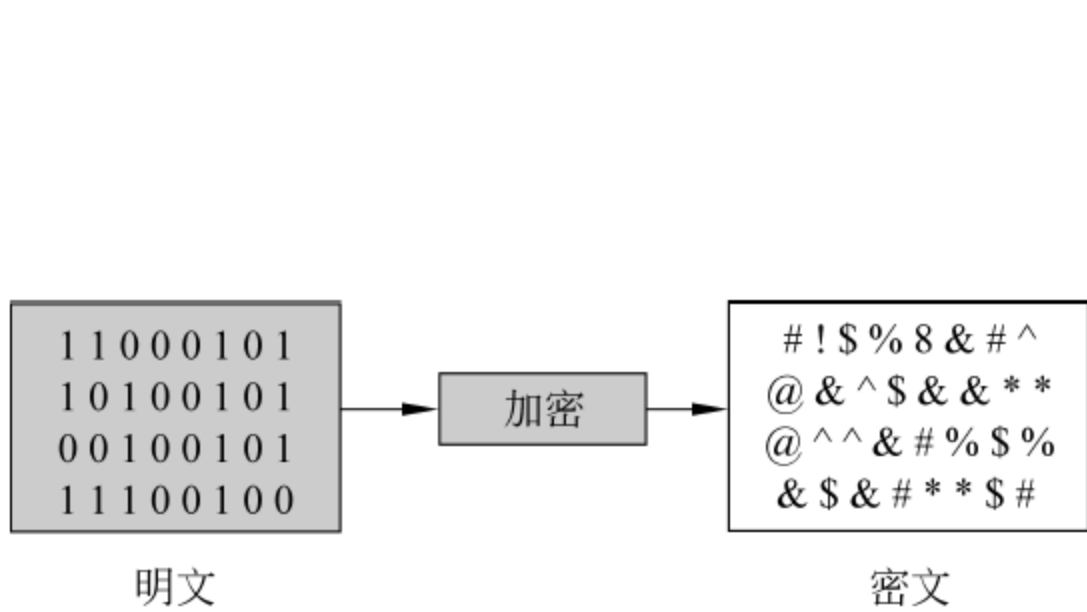 1 1 0 0 0 1 0 1
1 0 1 0 0 1 0 1
0 0 1 0 0 1 0 1
1 1 1 0 0 1 0 0
明文
加密
# ! $ % 8 & # ^
@ & ^ $ & & * *
@ ^ ^ & # % $ %
& $ & # * * $ #
密文